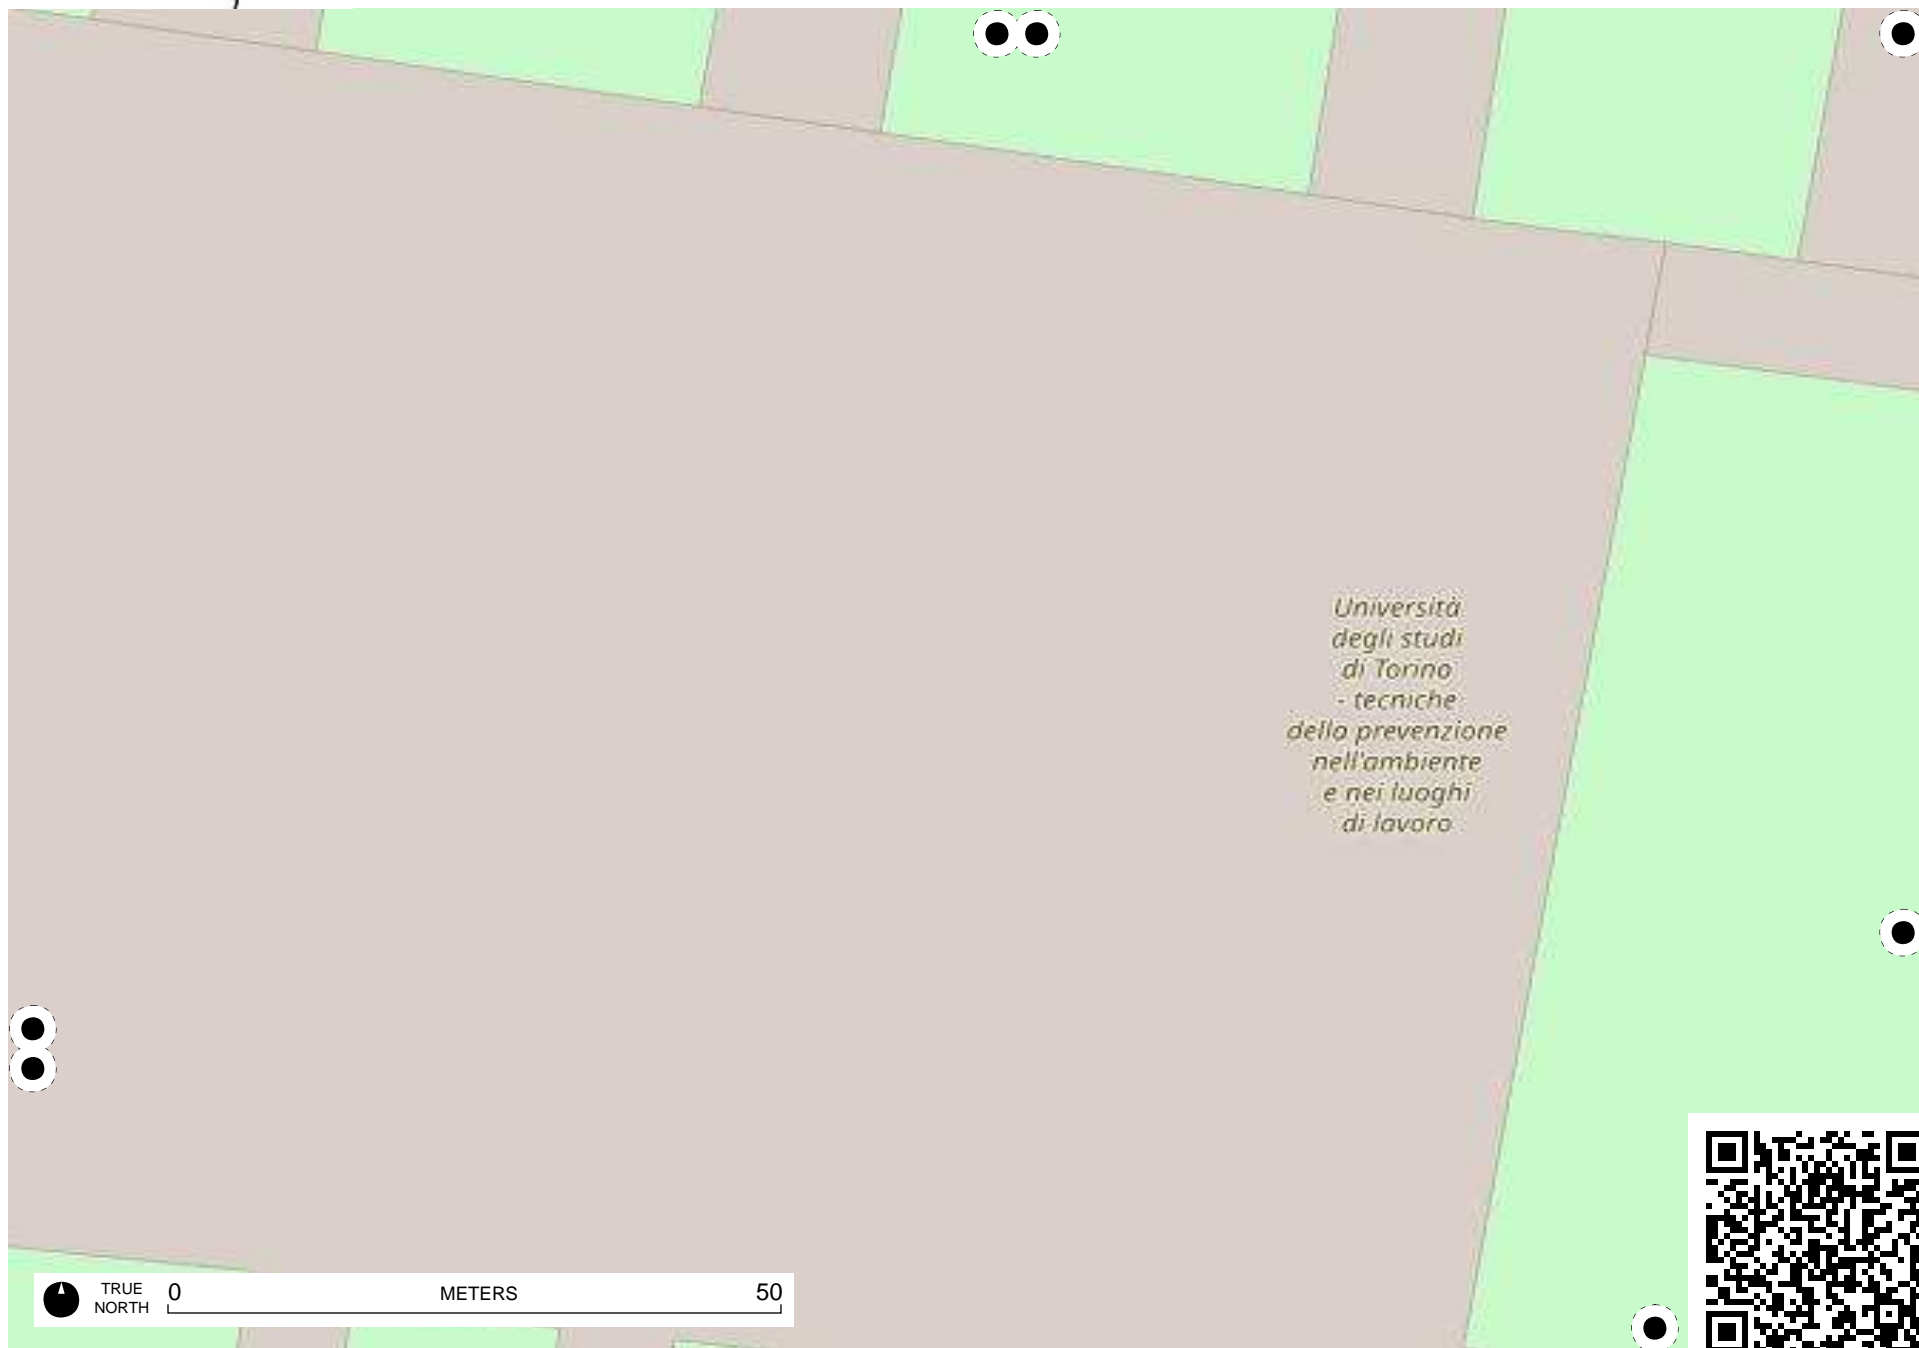 Università
degli studi
di Torino
- tecniche
della prevenzione
nell'ambiente
e nei luoghi
di lavoro
TRUE
NORTH
0 METERS 50